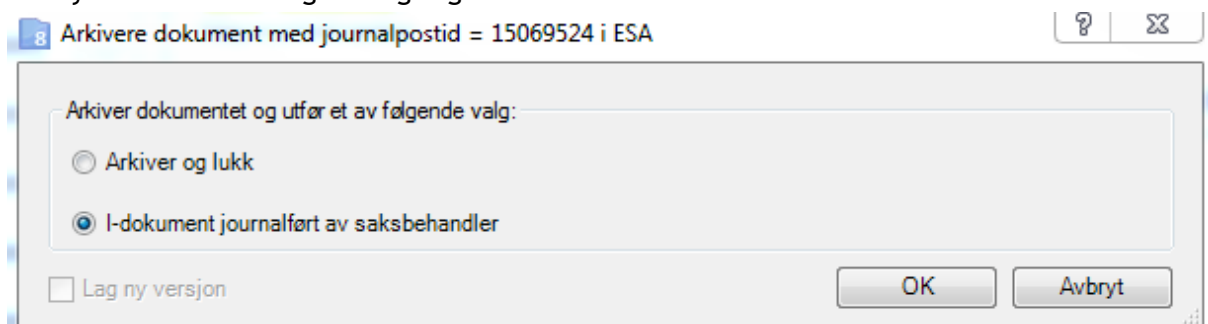 8 Arkivere dokument med journalpostid = 15069524 i ESA
Arkiver dokumentet og utfør et av følgende valg:
Arkiver og lukk
I-dokument journalført av saksbehandler
Lag ny versjon
OK
Avbryt